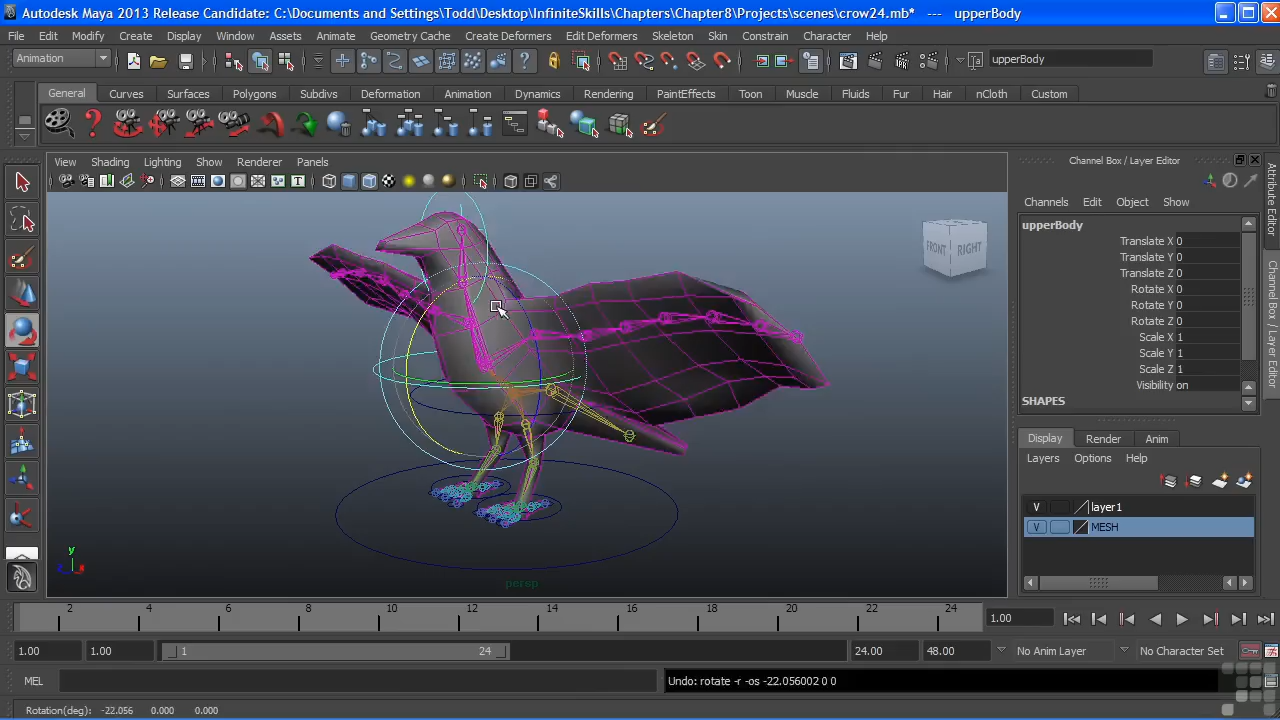 Autodesk Maya 2013 Release Candidate: C:\Documents and Settings\Todd\Desktop\InfiniteSkills\Chapters\Chapter8\Projects\scenes\crow24.mb* --- upperBody
File Edit Modify Create Display Window Assets Animate Geometry Cache Create Deformers Edit Deformers Skeleton Skin Constrain Character Help
Animation
upperBody
General Curves Surfaces Polygons Subdivs Deformation Animation Dynamics Rendering PaintEffects Toon Muscle Fluids Fur Hair nCloth Custom
View Shading Lighting Show Renderer Panels
Channel Box / Layer Editor
Channels Edit Object Show
upperBody
Translate X 0
Translate Y 0
Translate Z 0
Rotate X 0
Rotate Y 0
Rotate Z 0
Scale X 1
Scale Y 1
Scale Z 1
Visibility on
SHAPES
Attribute Editor
Channel Box / Layer Editor
FRONT RIGHT
Display Render Anim
Layers Options Help
V layer1
V MESH
y
z x
persp
2 4 6 8 10 12 14 16 18 20 22 24
1.00
1.00 1.00 1 24 24.00 48.00 No Anim Layer No Character Set
MEL Undo: rotate -r -os -22.056002 0 0
Rotation(deg): -22.056 0.000 0.000